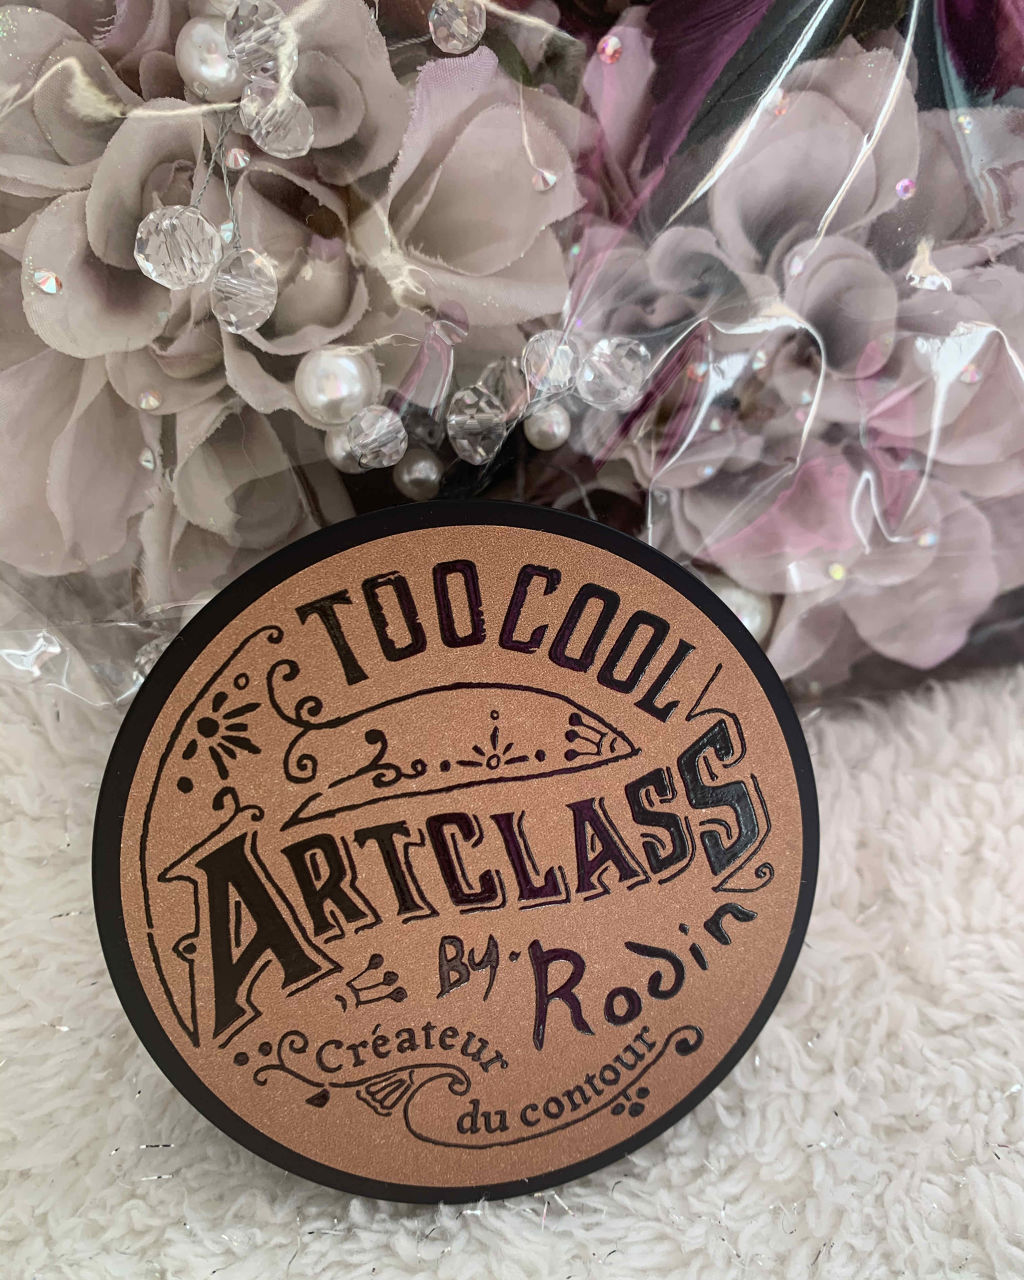 TOO COOL
ARTCLASS
By. Rodin
Créateur
du contour